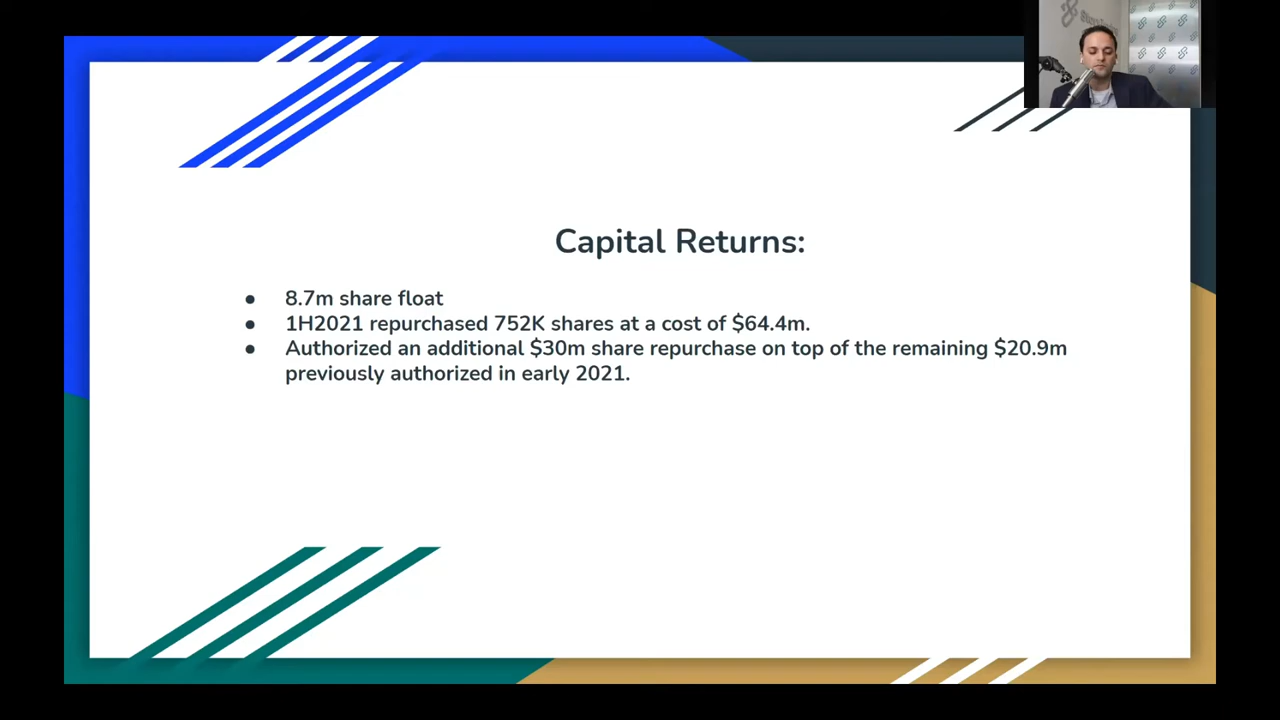 Capital Returns:
● 8.7m share float
● 1H2021 repurchased 752K shares at a cost of $64.4m.
● Authorized an additional $30m share repurchase on top of the remaining $20.9m
previously authorized in early 2021.